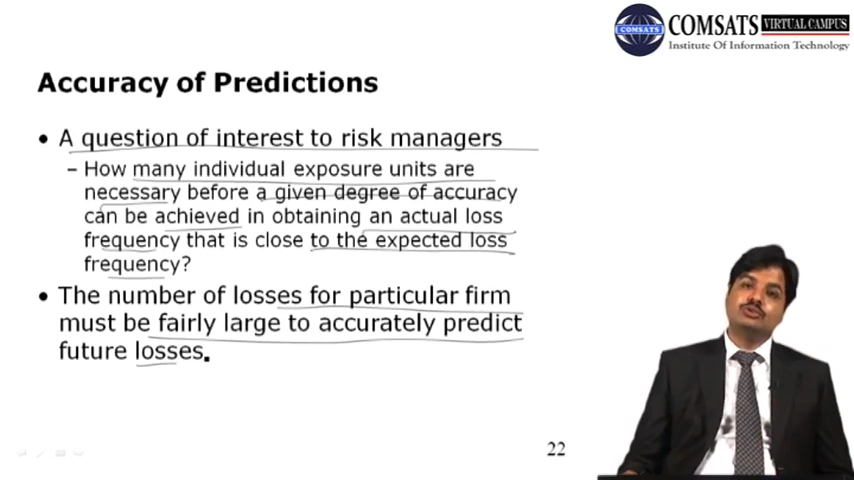 COMSATS
COMSATS VIRTUAL CAMPUS
Institute Of Information Technology
Accuracy of Predictions
• A question of interest to risk managers
– How many individual exposure units are
necessary before a given degree of accuracy
can be achieved in obtaining an actual loss
frequency that is close to the expected loss
frequency?
• The number of losses for particular firm
must be fairly large to accurately predict
future losses.
22